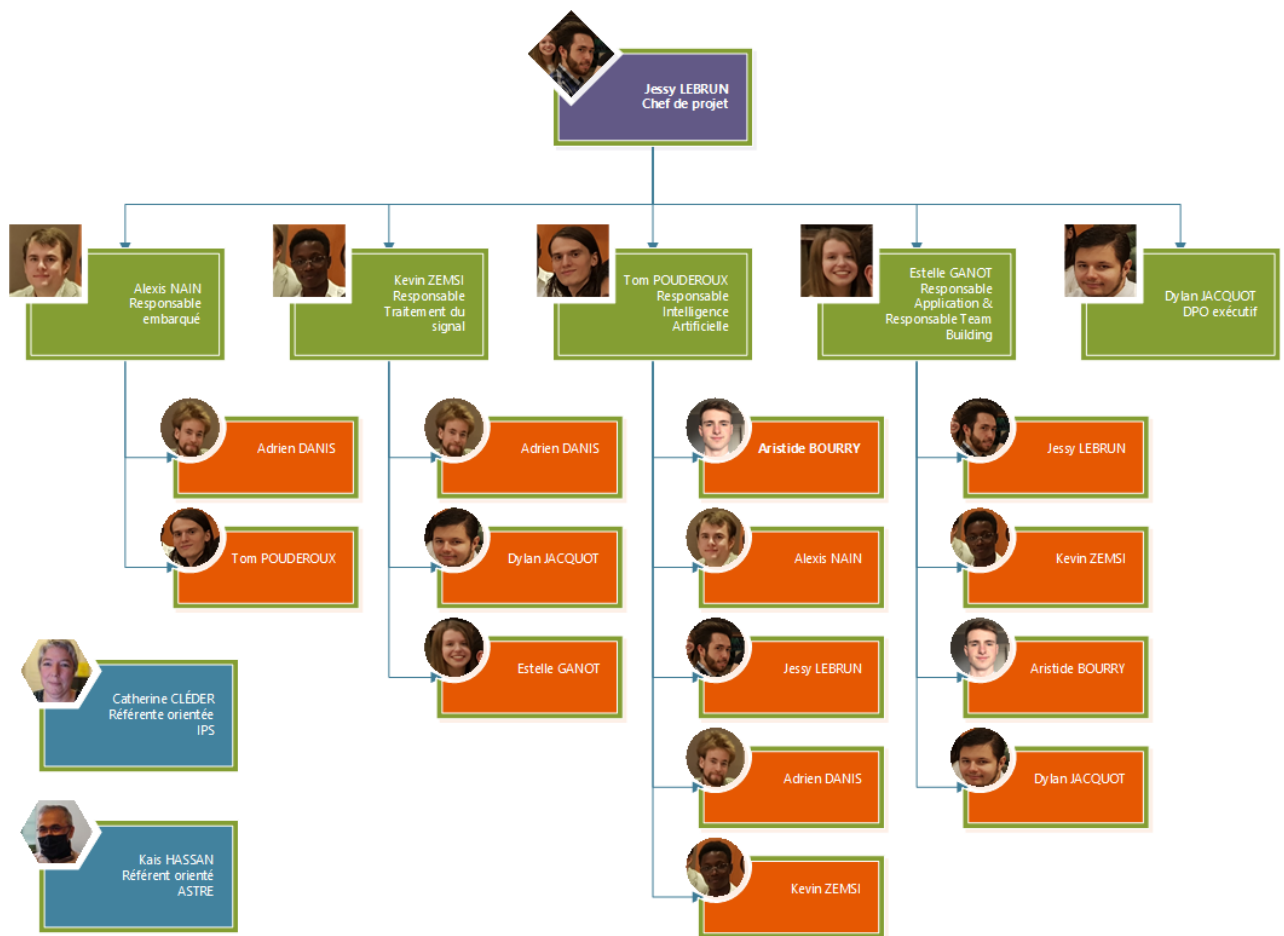 Jessy LEBRUN
Chef de projet
Alexis NAIN
Responsable
embarqué
Kevin ZEMSI
Responsable
Traitement du
signal
Tom POUDEROUX
Responsable
Intelligence
Artificielle
Estelle GANOT
Responsable
Application &
Responsable Team
Building
Dylan JACQUOT
DPO exécutif
Adrien DANIS
Tom POUDEROUX
Adrien DANIS
Dylan JACQUOT
Estelle GANOT
Aristide BOURRY
Alexis NAIN
Jessy LEBRUN
Adrien DANIS
Kevin ZEMSI
Jessy LEBRUN
Kevin ZEMSI
Aristide BOURRY
Dylan JACQUOT
Catherine CLÉDER
Référente orientée
IPS
Kais HASSAN
Référent orienté
ASTRE